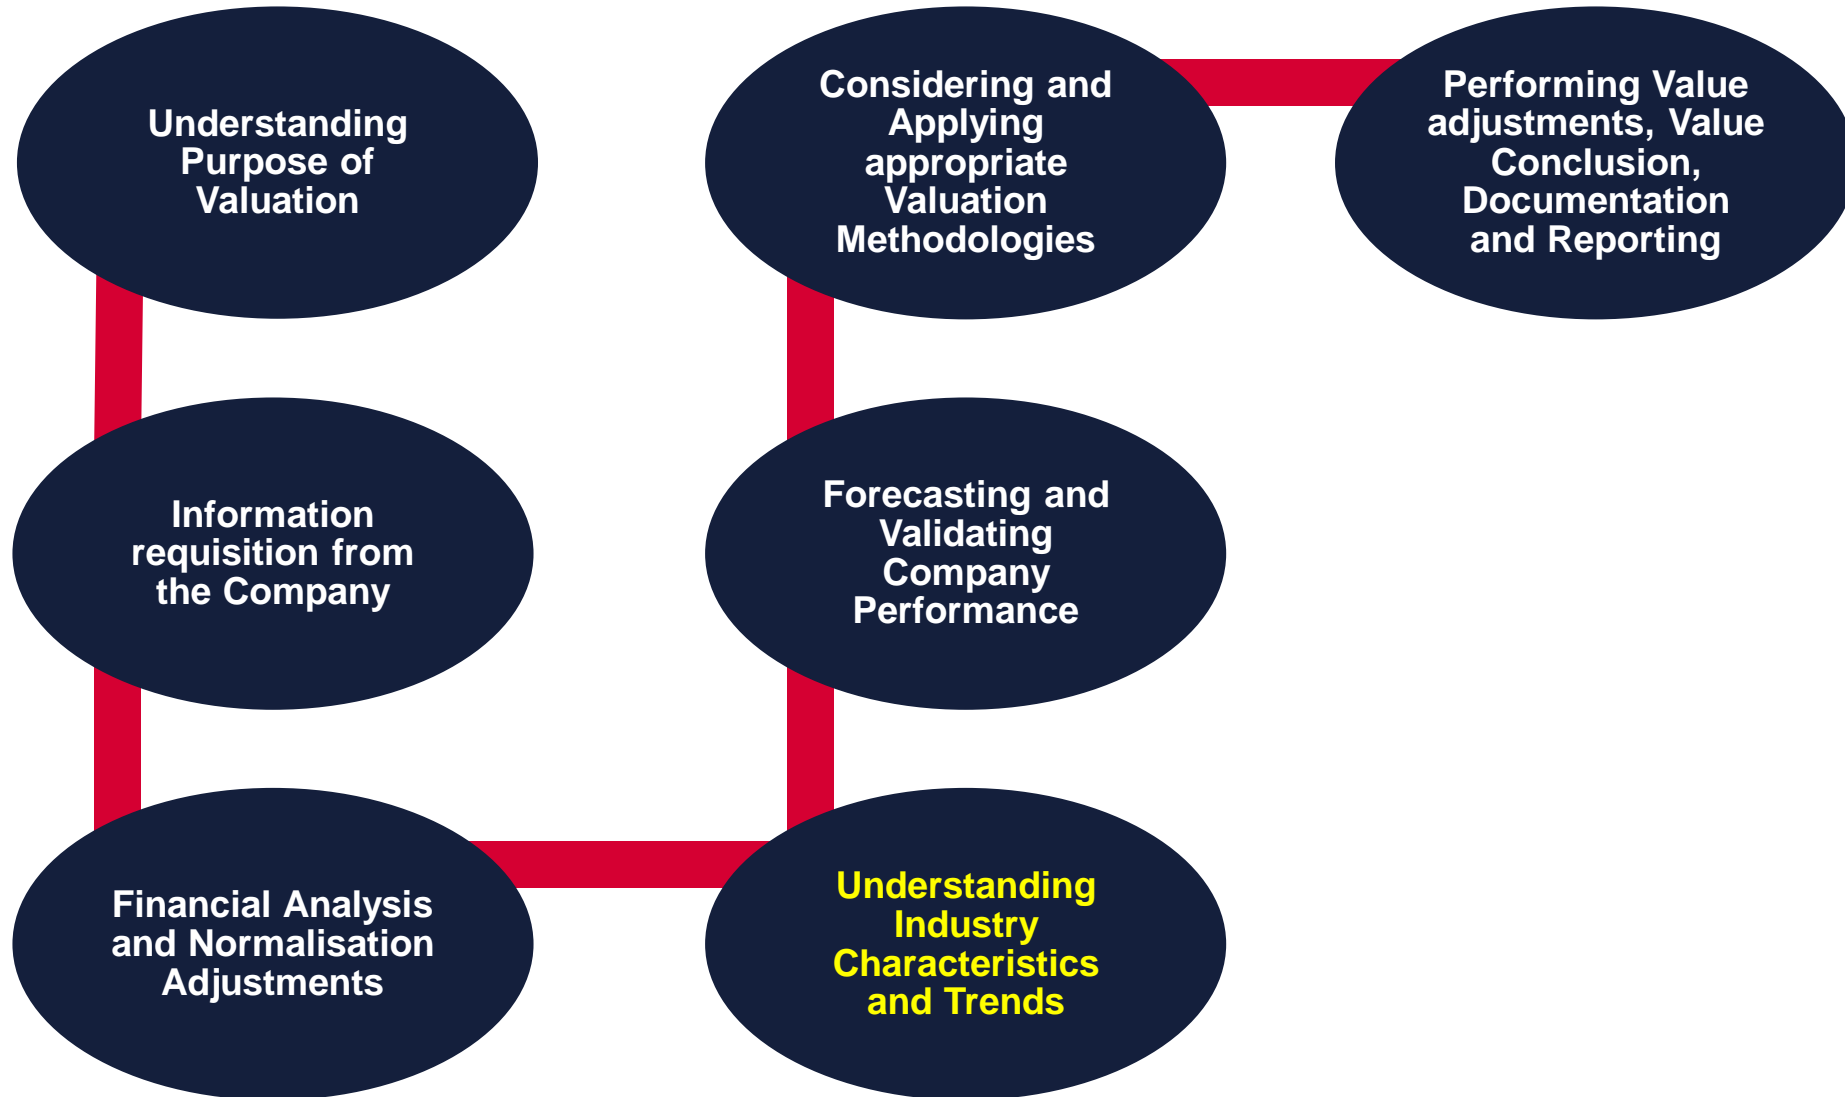 Understanding
Purpose of
Valuation
Information
requisition from
the Company
Financial Analysis
and Normalisation
Adjustments
Understanding
Industry
Characteristics
and Trends
Forecasting and
Validating
Company
Performance
Considering and
Applying
appropriate
Valuation
Methodologies
Performing Value
adjustments, Value
Conclusion,
Documentation
and Reporting